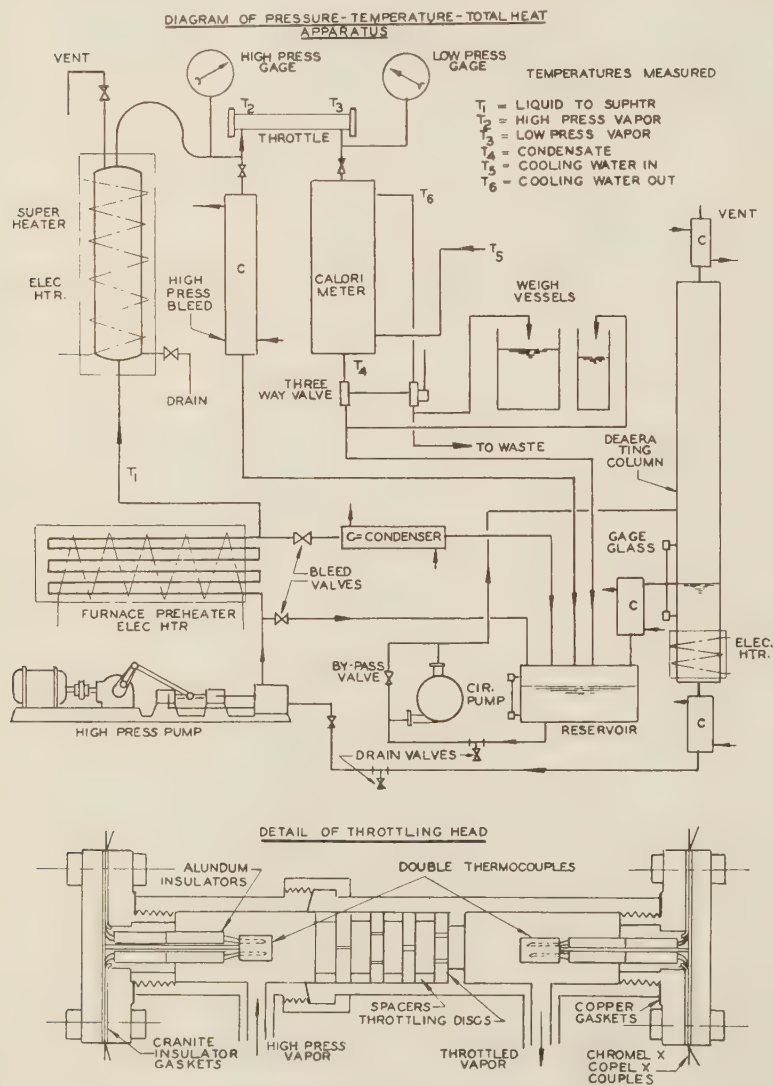 DIAGRAM OF PRESSURE-TEMPERATURE-TOTAL HEAT
APPARATUS
VENT
HIGH PRESS
GAGE
LOW PRESS
GAGE
TEMPERATURES MEASURED
T1 = LIQUID TO SUPHTR
T2 = HIGH PRESS VAPOR
T3 = LOW PRESS VAPOR
T4 = CONDENSATE
T5 = COOLING WATER IN
T6 = COOLING WATER OUT
T2
T3
THROTTLE
SUPER
HEATER
ELEC
HTR.
HIGH
PRESS
BLEED
C
CALORI
METER
T6
T5
WEIGH
VESSELS
C
VENT
DRAIN
T4
THREE
WAY VALVE
TO WASTE
DEAERA
TING
COLUMN
T1
C=CONDENSER
GAGE
GLASS
BLEED
VALVES
FURNACE PREHEATER
ELEC HTR
C
ELEC.
HTR.
BY-PASS
VALVE
CIR.
PUMP
RESERVOIR
C
HIGH PRESS PUMP
DRAIN VALVES
DETAIL OF THROTTLING HEAD
ALUNDUM
INSULATORS
DOUBLE THERMOCOUPLES
SPACERS
THROTTLING DISCS
COPPER
GASKETS
CRANITE
INSULATOR
GASKETS
HIGH PRESS
VAPOR
THROTTLED
VAPOR
CHROMEL X
COPEL X
COUPLES